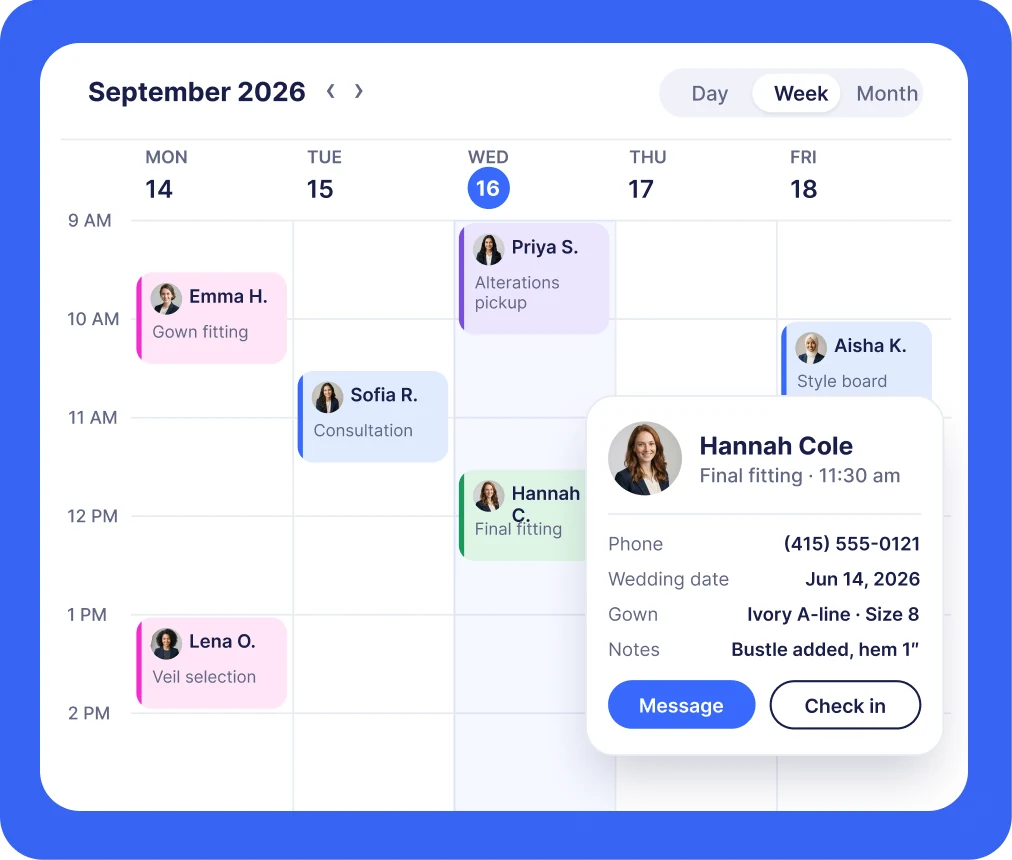 September 2026 ‹ ›
Day Week Month
MON TUE WED THU FRI
14 15 16 17 18
9 AM
Priya S.
Alterations
pickup
Emma H.
Gown fitting
10 AM
Aisha K.
Style board
Sofia R.
Consultation
11 AM
Hannah
C.
Final fitting
12 PM
1 PM
Lena O.
Veil selection
2 PM
Hannah Cole
Final fitting · 11:30 am
Phone (415) 555-0121
Wedding date Jun 14, 2026
Gown Ivory A-line · Size 8
Notes Bustle added, hem 1″
Message Check in